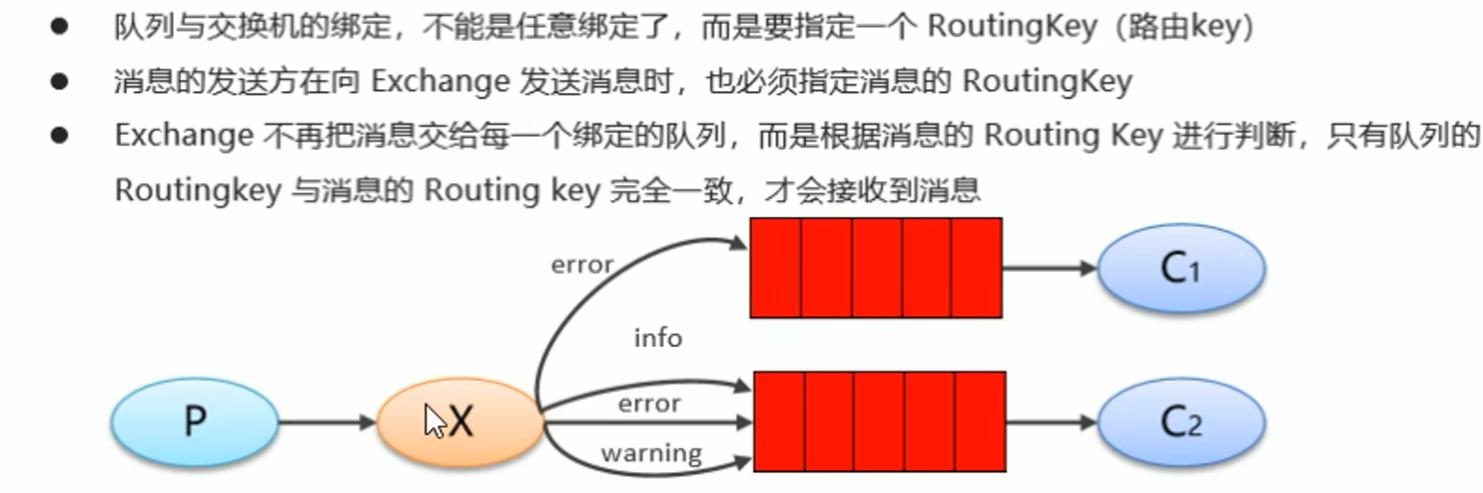 ● 队列与交换机的绑定，不能是任意绑定了，而是要指定一个 RoutingKey（路由key）
● 消息的发送方在向 Exchange 发送消息时，也必须指定消息的 RoutingKey
● Exchange 不再把消息交给每一个绑定的队列，而是根据消息的 Routing Key 进行判断，只有队列的
Routingkey 与消息的 Routing key 完全一致，才会接收到消息
error
C1
info
P
X
error
warning
C2